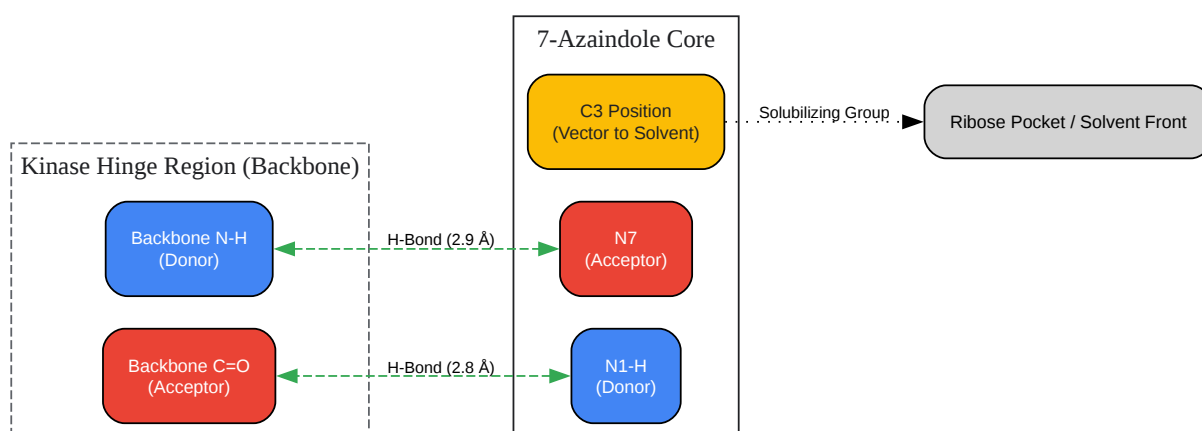 7-Azaindole Core
C3 Position
(Vector to Solvent)
Solubilizing Group
Ribose Pocket / Solvent Front
Kinase Hinge Region (Backbone)
Backbone N-H
(Donor)
H-Bond (2.9 Å)
N7
(Acceptor)
Backbone C=O
(Acceptor)
H-Bond (2.8 Å)
N1-H
(Donor)